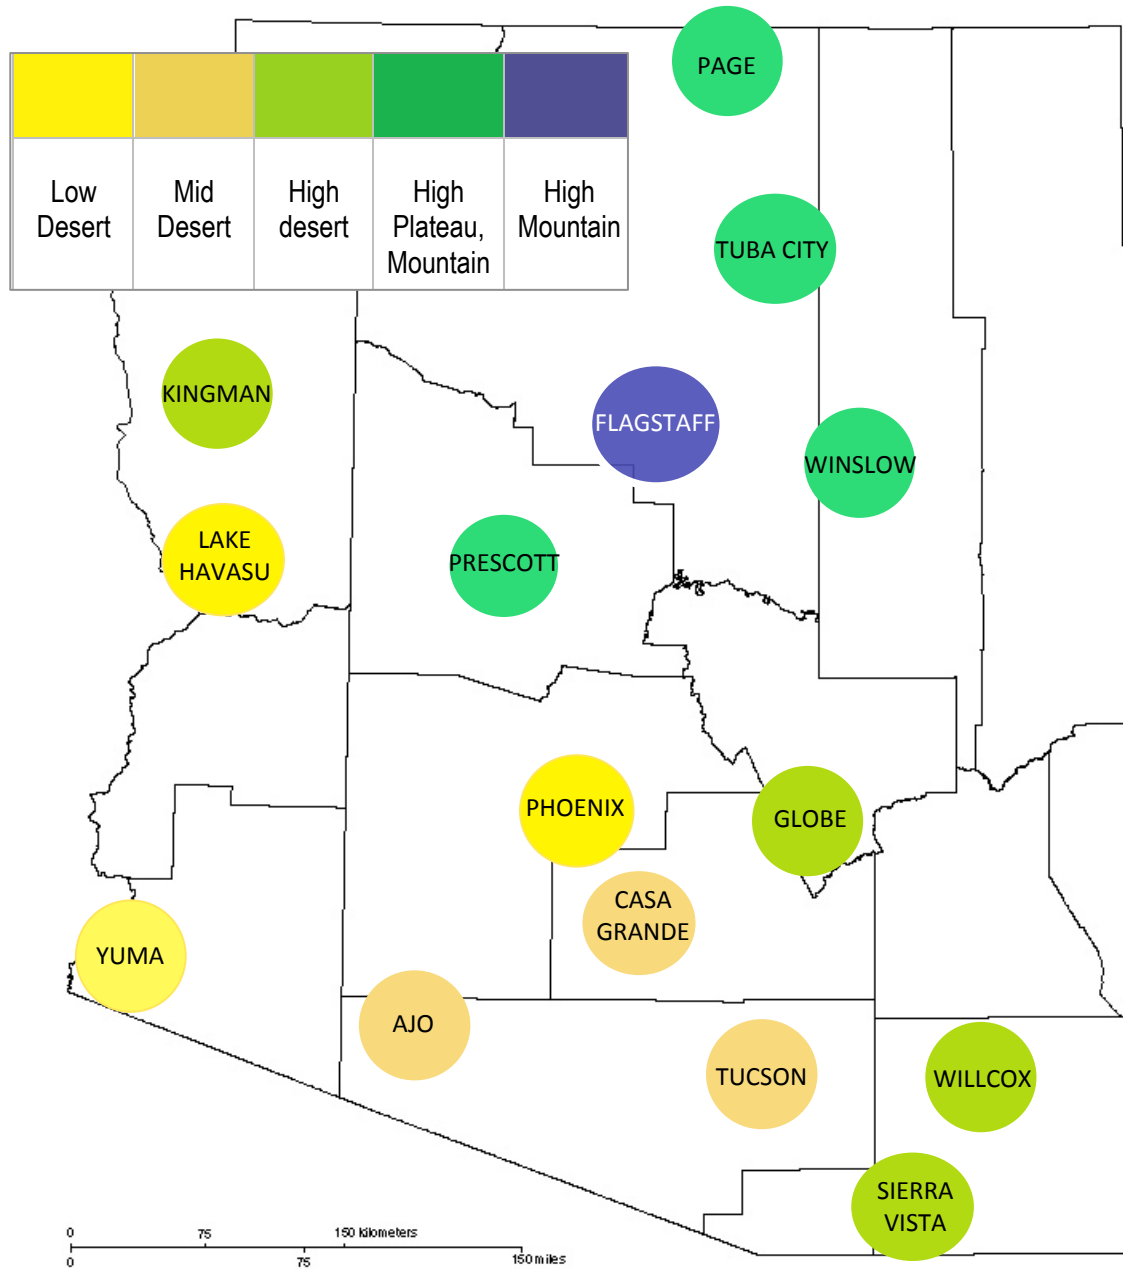 PAGE
Low
Desert
Mid
Desert
High
desert
High
Plateau,
Mountain
High
Mountain
TUBA CITY
KINGMAN
FLAGSTAFF
WINSLOW
LAKE
HAVASU
PRESCOTT
PHOENIX
GLOBE
CASA
GRANDE
YUMA
AJO
TUCSON
WILLCOX
SIERRA
VISTA
0 75 150 kilometers
0 75 150 miles